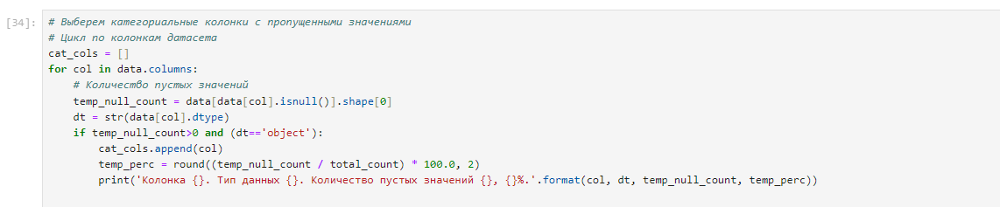 [34]: # Выберем категориальные колонки с пропущенными значениями
# Цикл по колонкам датасета
cat_cols = []
for col in data.columns:
    # Количество пустых значений
    temp_null_count = data[data[col].isnull()].shape[0]
    dt = str(data[col].dtype)
    if temp_null_count>0 and (dt=='object'):
        cat_cols.append(col)
        temp_perc = round((temp_null_count / total_count) * 100.0, 2)
        print('Колонка {}. Тип данных {}. Количество пустых значений {}, {}%.'.format(col, dt, temp_null_count, temp_perc))